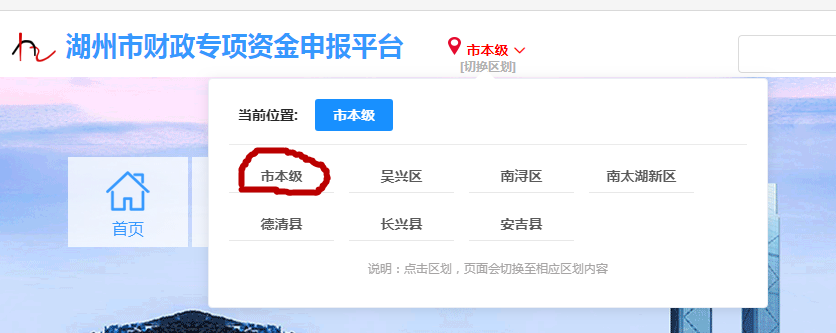 湖州市财政专项资金申报平台
市本级
[切换区划]
当前位置: 市本级
市本级 吴兴区 南浔区 南太湖新区
德清县 长兴县 安吉县
首页
说明：点击区划，页面会切换至相应区划内容